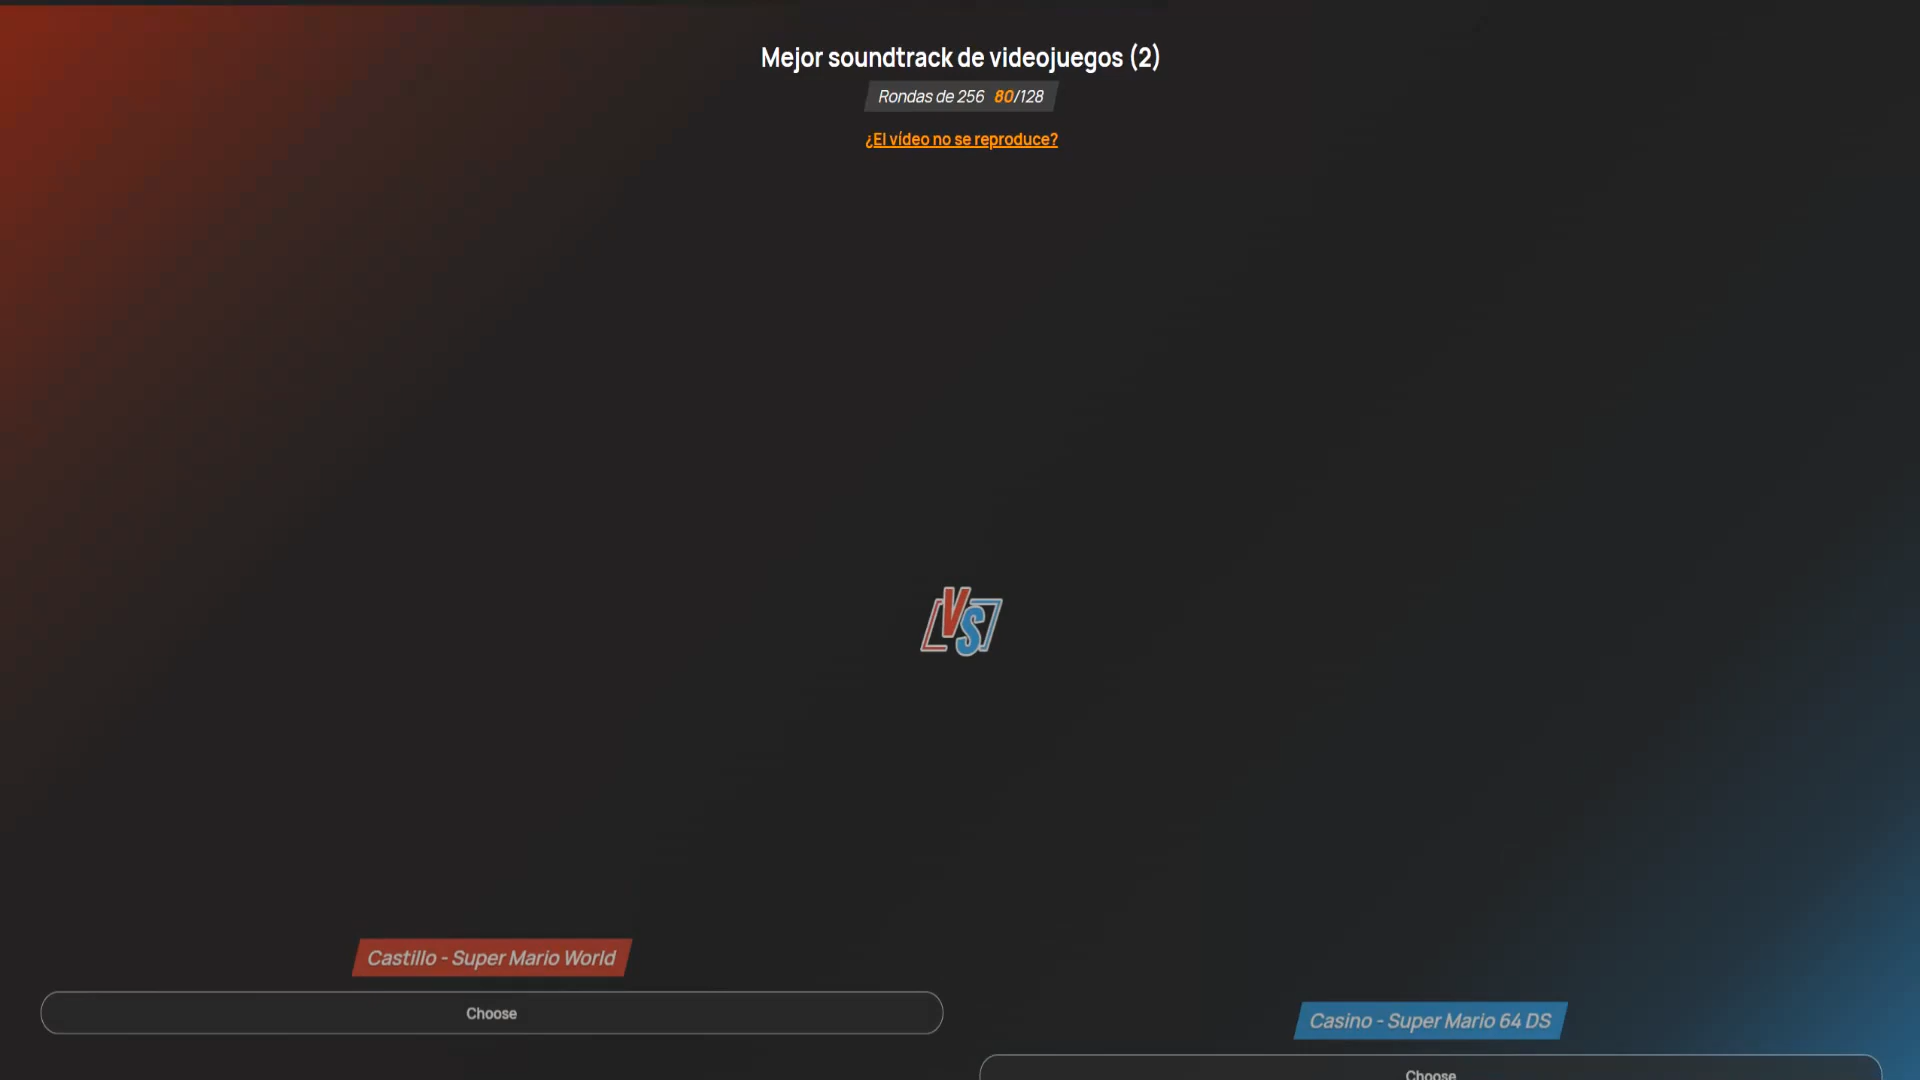 Mejor soundtrack de videojuegos (2)
Rondas de 256 80/128
¿El vídeo no se reproduce?
VS
Castillo - Super Mario World
Choose
Casino - Super Mario 64 DS
Choose